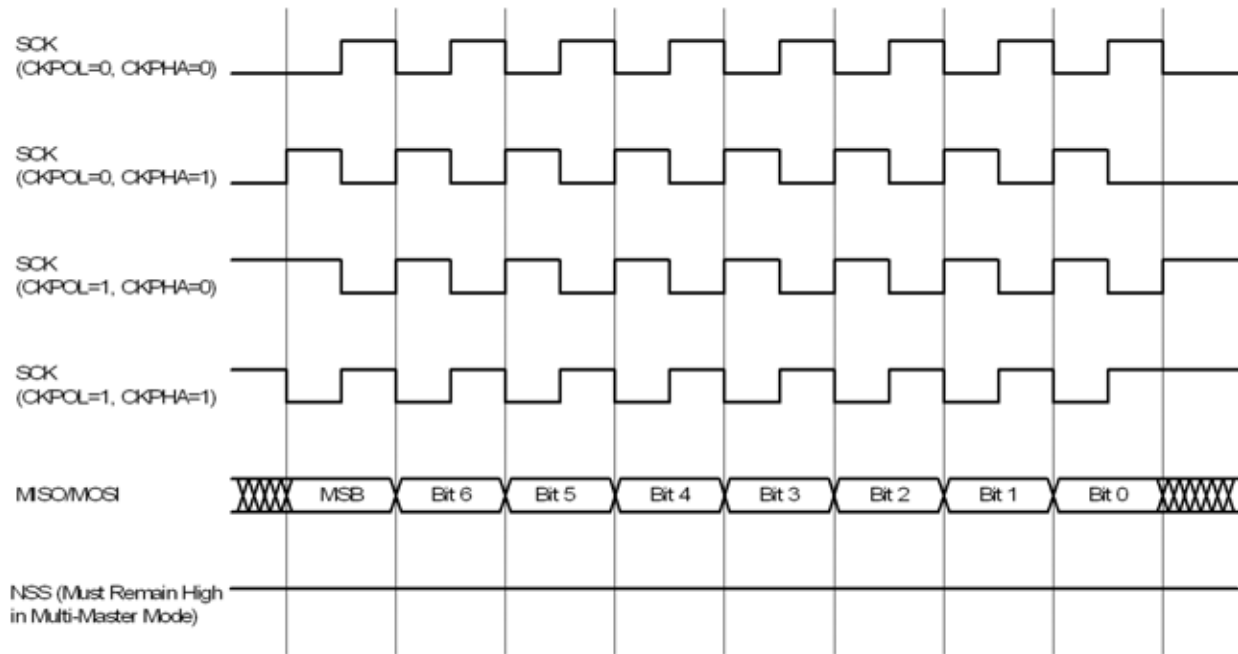 SCK
(CKPOL=0, CKPHA=0)
SCK
(CKPOL=0, CKPHA=1)
SCK
(CKPOL=1, CKPHA=0)
SCK
(CKPOL=1, CKPHA=1)
MISO/MOSI
MSB Bit 6 Bit 5 Bit 4 Bit 3 Bit 2 Bit 1 Bit 0
NSS (Must Remain High
in Multi-Master Mode)